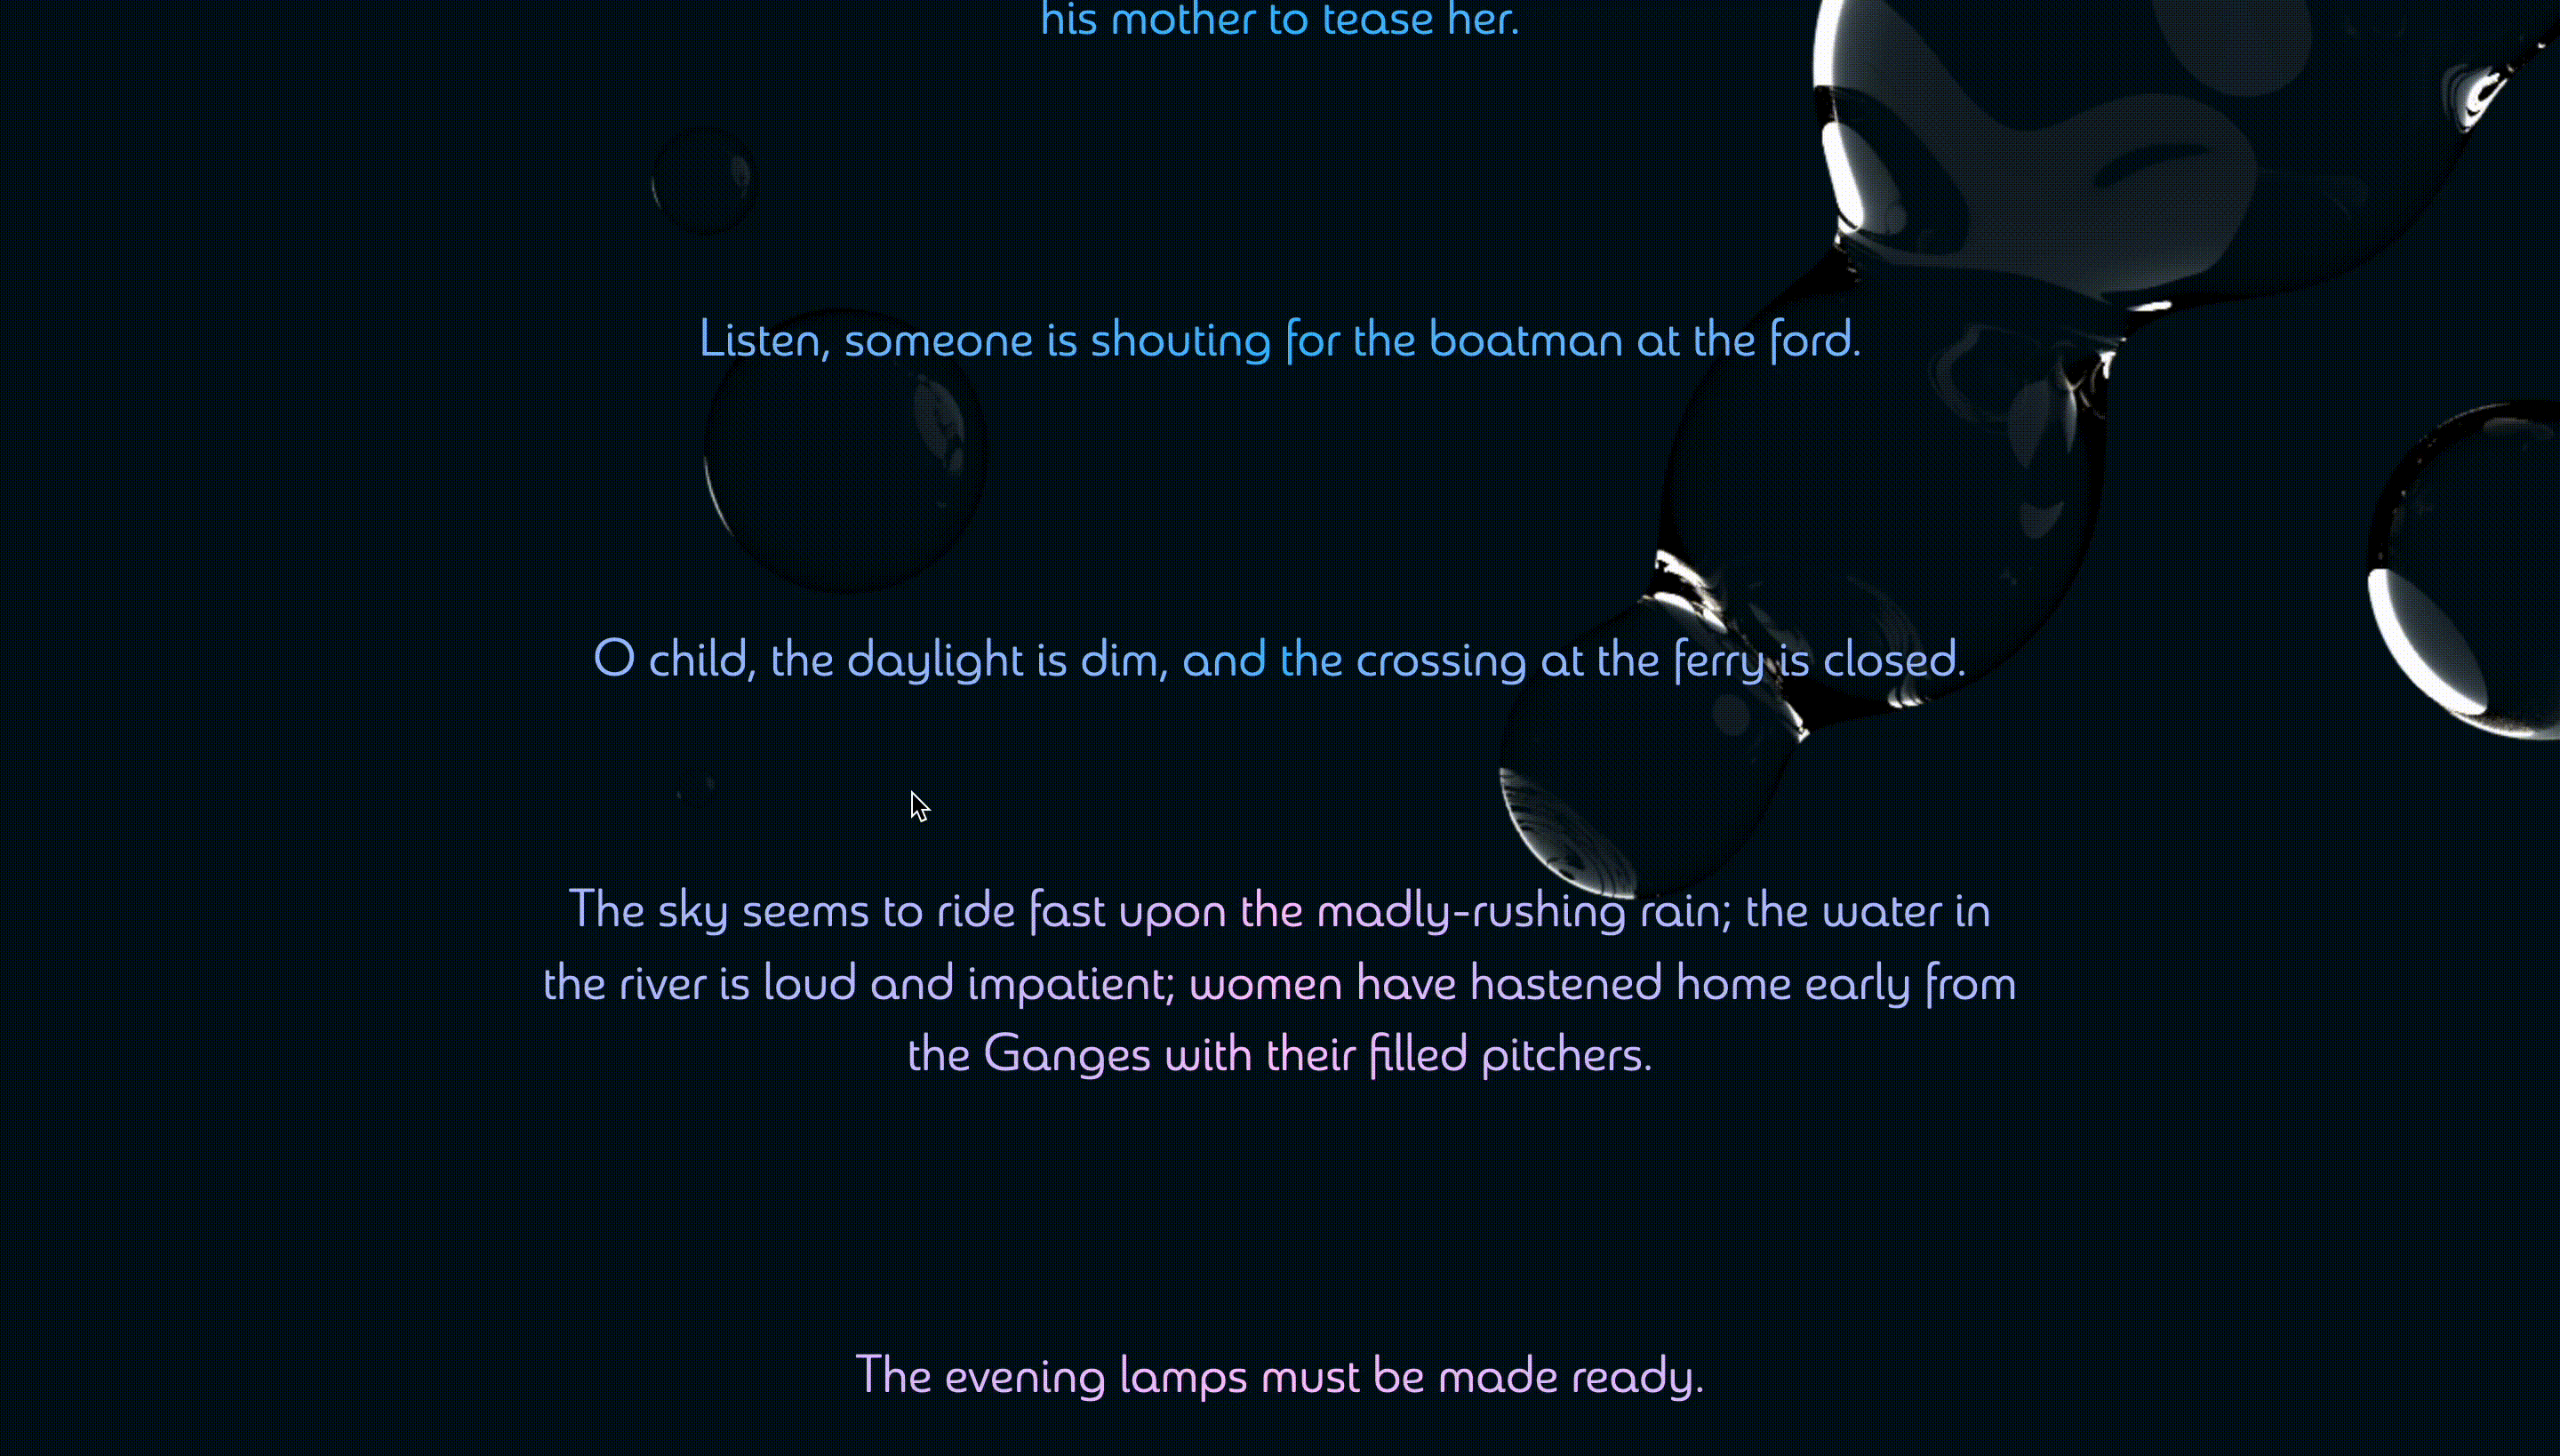 his mother to tease her.
Listen, someone is shouting for the boatman at the ford.
O child, the daylight is dim, and the crossing at the ferry is closed.
The sky seems to ride fast upon the madly-rushing rain; the water in
the river is loud and impatient; women have hastened home early from
the Ganges with their filled pitchers.
The evening lamps must be made ready.